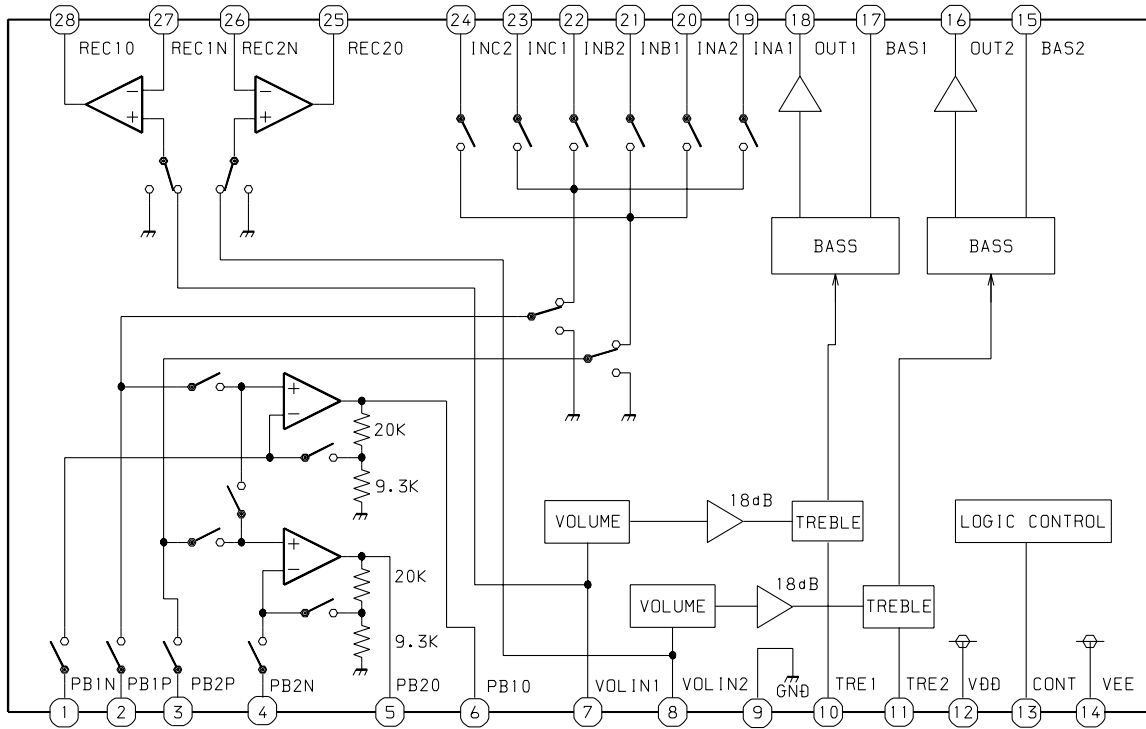 28 27 26 25 24 23 22 21 20 19 18 17 16 15
REC10 REC1N REC2N REC20 INC2 INC1 INB2 INB1 INA2 INA1 OUT1 BAS1 OUT2 BAS2
− −
+ +
BASS BASS
+
−
20K
9.3K
18dB
VOLUME TREBLE LOGIC CONTROL
+
−
20K
18dB
VOLUME TREBLE
9.3K
PB1N PB1P PB2P PB2N PB20 PB10 VOLIN1 VOLIN2 GND TRE1 TRE2 VDD CONT VEE
1 2 3 4 5 6 7 8 9 10 11 12 13 14